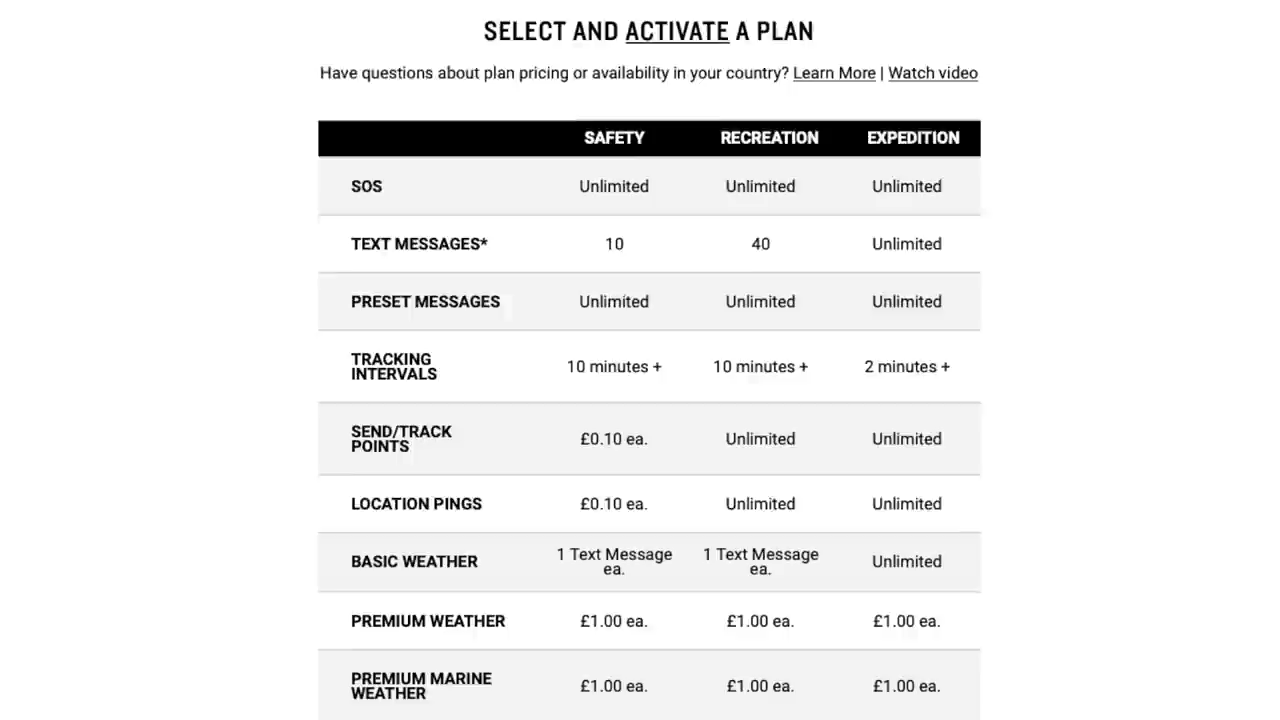 SELECT AND ACTIVATE A PLAN
Have questions about plan pricing or availability in your country? Learn More | Watch video
SAFETY RECREATION EXPEDITION
SOS Unlimited Unlimited Unlimited
TEXT MESSAGES* 10 40 Unlimited
PRESET MESSAGES Unlimited Unlimited Unlimited
TRACKING
INTERVALS 10 minutes + 10 minutes + 2 minutes +
SEND/TRACK
POINTS £0.10 ea. Unlimited Unlimited
LOCATION PINGS £0.10 ea. Unlimited Unlimited
BASIC WEATHER 1 Text Message
ea. 1 Text Message
ea. Unlimited
PREMIUM WEATHER £1.00 ea. £1.00 ea. £1.00 ea.
PREMIUM MARINE
WEATHER £1.00 ea. £1.00 ea. £1.00 ea.